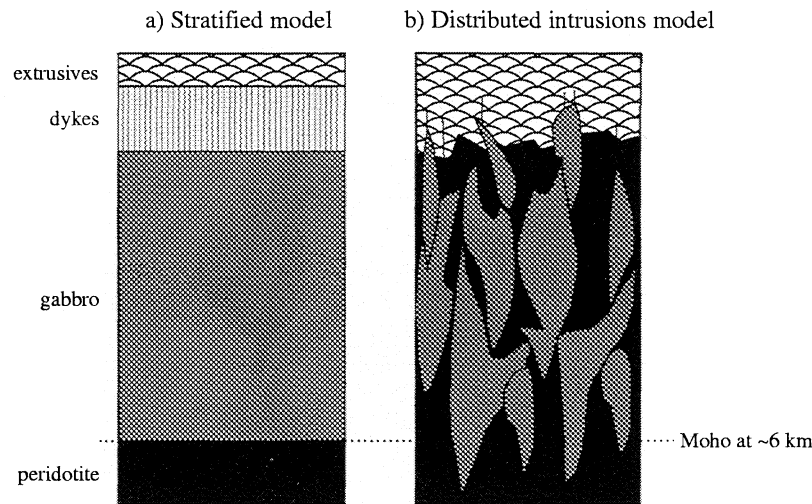 a) Stratified model
b) Distributed intrusions model
extrusives
dykes
gabbro
Moho at ~6 km
peridotite